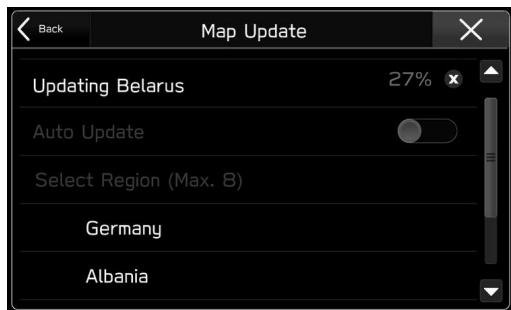 Back
Map Update
Updating Belarus
27%
Auto Update
Select Region (Max. 8)
Germany
Albania